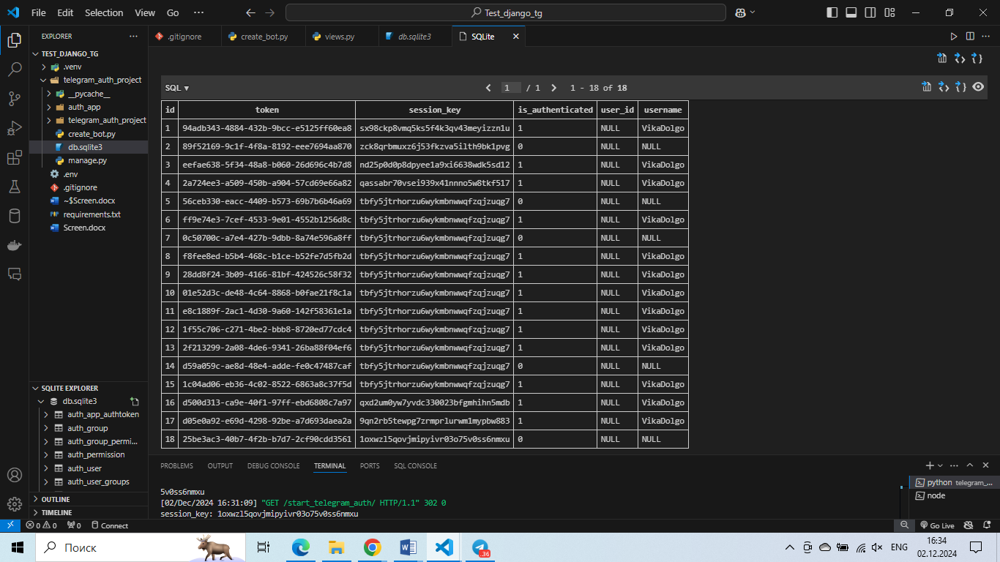 File Edit Selection View Go ··· Test_django_tg
EXPLORER ···
TEST_DJANGO_TG
.venv
telegram_auth_project
__pycache__
auth_app
telegram_auth_project
create_bot.py
db.sqlite3
manage.py
.env
.gitignore
~$Screen.docx
requirements.txt
Screen.docx
SQLITE EXPLORER
db.sqlite3
auth_app_authtoken
auth_group
auth_group_permi...
auth_permission
auth_user
auth_user_groups
OUTLINE
TIMELINE
.gitignore create_bot.py views.py db.sqlite3 SQLite
SQL ▼ 1 / 1 1 - 18 of 18
id token session_key is_authenticated user_id username
1 94adb343-4884-432b-9bcc-e5125ff60ea8 sx98ckp8vmq5ks5f4k3qv43meyizzn1u 1 NULL VikaDolgo
2 89f52169-9c1f-4f8a-8192-eee7694aa870 zck8qrbmuxz6j53fkzva5i1th9bk1pvg 0 NULL NULL
3 eefae638-5f34-48a8-b060-26d696c4b7d8 nd25p0d0p8dpyee1a9xi6638wdk5sd12 1 NULL VikaDolgo
4 2a724ee3-a509-450b-a904-57cd69e66a82 qassabr70vsei939x41nnno5w8tkf517 1 NULL VikaDolgo
5 56ceb330-eacc-4409-b573-69b7b6b46a69 tbfy5jtrhorzu6wykmbnwwqfzqjzuqg7 0 NULL NULL
6 ff9e74e3-7cef-4533-9e01-4552b1256d8c tbfy5jtrhorzu6wykmbnwwqfzqjzuqg7 1 NULL VikaDolgo
7 0c50700c-a7e4-427b-9dbb-8a74e596a8ff tbfy5jtrhorzu6wykmbnwwqfzqjzuqg7 0 NULL NULL
8 f8fee8ed-b5b4-468c-b1ce-b52fe7d5fb2d tbfy5jtrhorzu6wykmbnwwqfzqjzuqg7 1 NULL VikaDolgo
9 28dd8f24-3b09-4166-81bf-424526c58f32 tbfy5jtrhorzu6wykmbnwwqfzqjzuqg7 1 NULL VikaDolgo
10 01e52d3c-de48-4c64-8868-b0fae21f8c1a tbfy5jtrhorzu6wykmbnwwqfzqjzuqg7 1 NULL VikaDolgo
11 e8c1889f-2ac1-4d30-9a60-142f58361e1a tbfy5jtrhorzu6wykmbnwwqfzqjzuqg7 1 NULL VikaDolgo
12 1f55c706-c271-4be2-bbb8-8720ed77cdc4 tbfy5jtrhorzu6wykmbnwwqfzqjzuqg7 1 NULL VikaDolgo
13 2f213299-2a08-4de6-9341-26ba88f04ef6 tbfy5jtrhorzu6wykmbnwwqfzqjzuqg7 1 NULL VikaDolgo
14 d59a059c-ae8d-48e4-adde-fe0c47487caf tbfy5jtrhorzu6wykmbnwwqfzqjzuqg7 0 NULL NULL
15 1c04ad06-eb36-4c02-8522-6863a8c37f5d tbfy5jtrhorzu6wykmbnwwqfzqjzuqg7 1 NULL VikaDolgo
16 d500d313-ca9e-40f1-97ff-ebd6808c7a97 qxd2um0yw7yvdc330023bfgmhihn5mdb 1 NULL VikaDolgo
17 d05e0a92-e69d-4298-92be-a7d693daea2a 9qn2rb5tewpg7zrmprlurwm1mypbw883 1 NULL VikaDolgo
18 25be3ac3-40b7-4f2b-b7d7-2cf90cdd3561 1oxwzl5qovjmipyivr03o75v0ss6nmxu 0 NULL NULL
PROBLEMS OUTPUT DEBUG CONSOLE TERMINAL PORTS SQL CONSOLE
5v0ss6nmxu
[02/Dec/2024 16:31:09] "GET /start_telegram_auth/ HTTP/1.1" 302 0
session_key: 1oxwzl5qovjmipyivr03o75v0ss6nmxu
python telegram_...
node
0 0 0 Connect Go Live
Поиск 36 ENG 16:34
02.12.2024